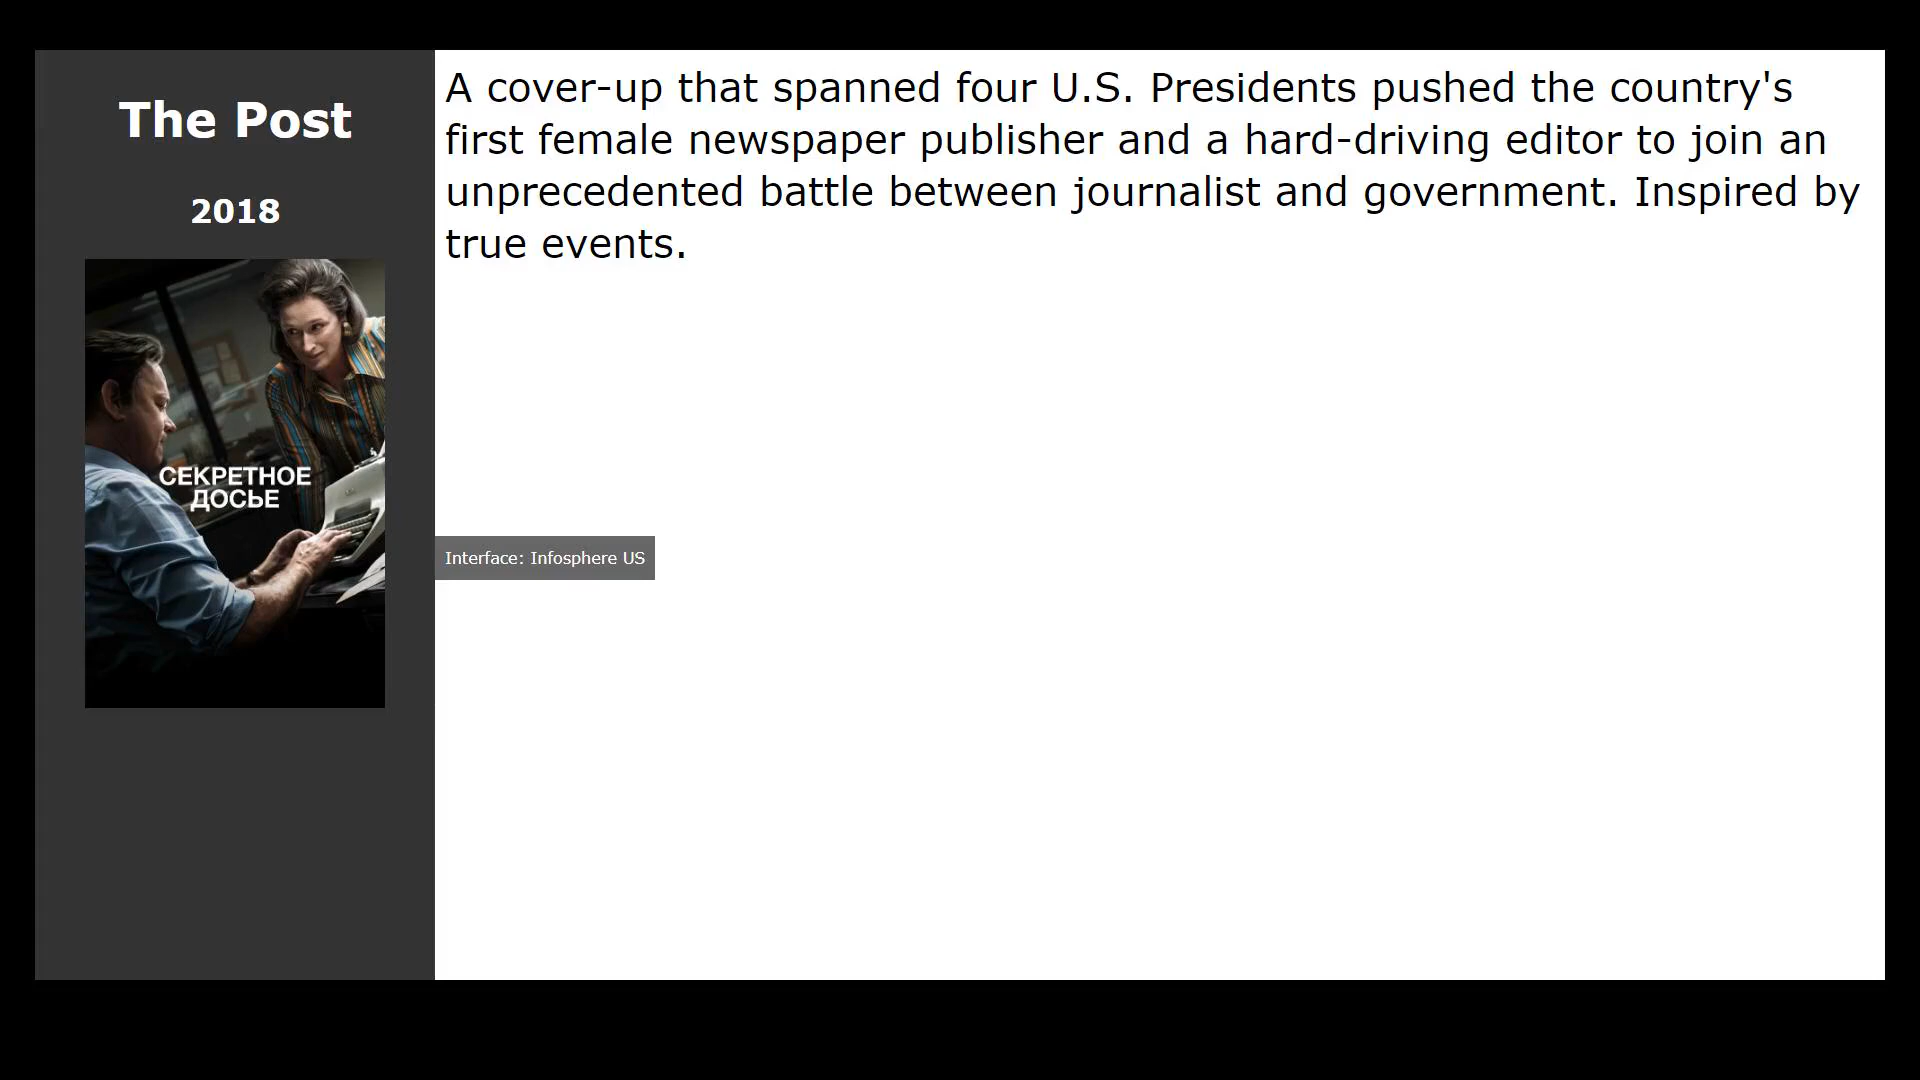 The Post
2018
СЕКРЕТНОЕ
ДОСЬЕ
A cover-up that spanned four U.S. Presidents pushed the country's
first female newspaper publisher and a hard-driving editor to join an
unprecedented battle between journalist and government. Inspired by
true events.
Interface: Infosphere US